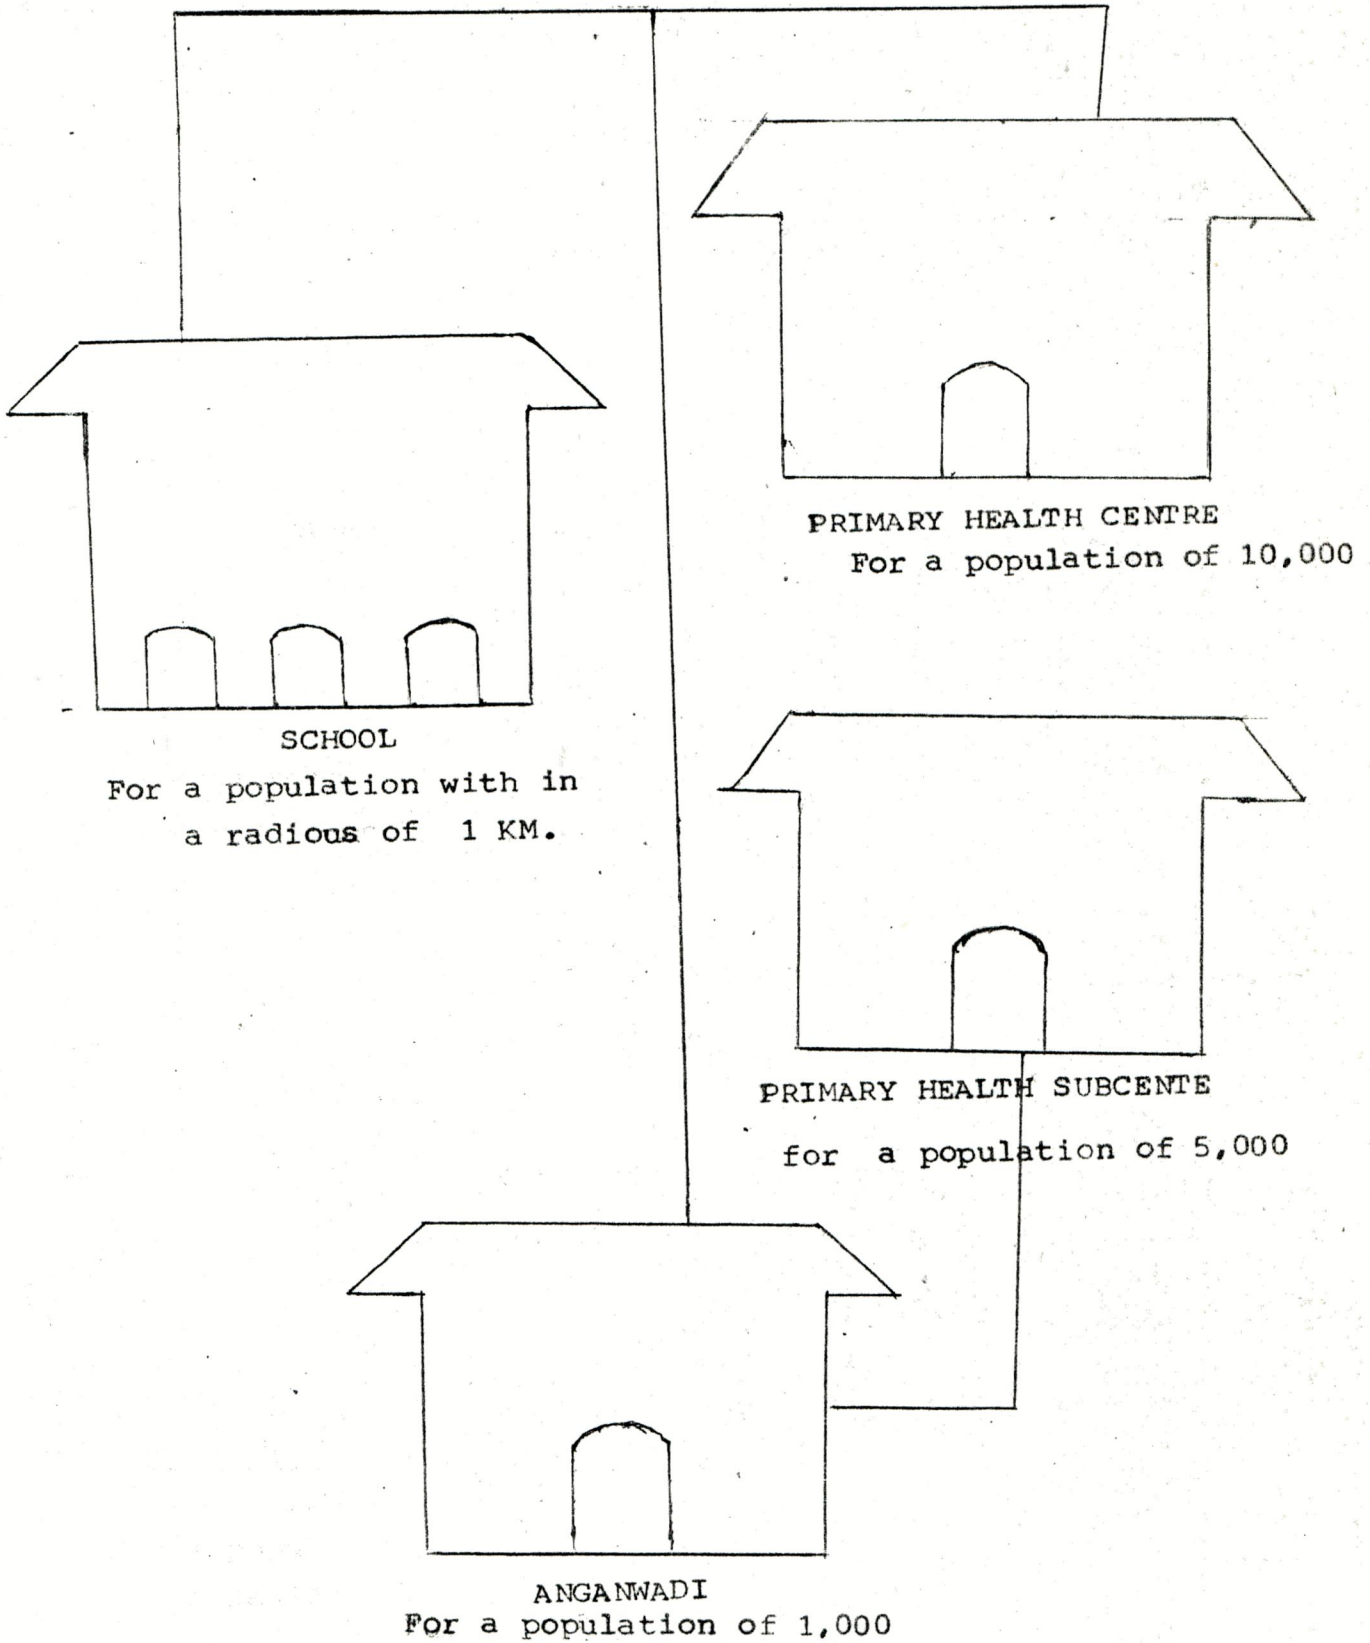 PRIMARY HEALTH CENTRE
For a population of 10,000
SCHOOL
For a population with in
a radious of 1 KM.
PRIMARY HEALTH SUBCENTE
for a population of 5,000
ANGANWADI
For a population of 1,000